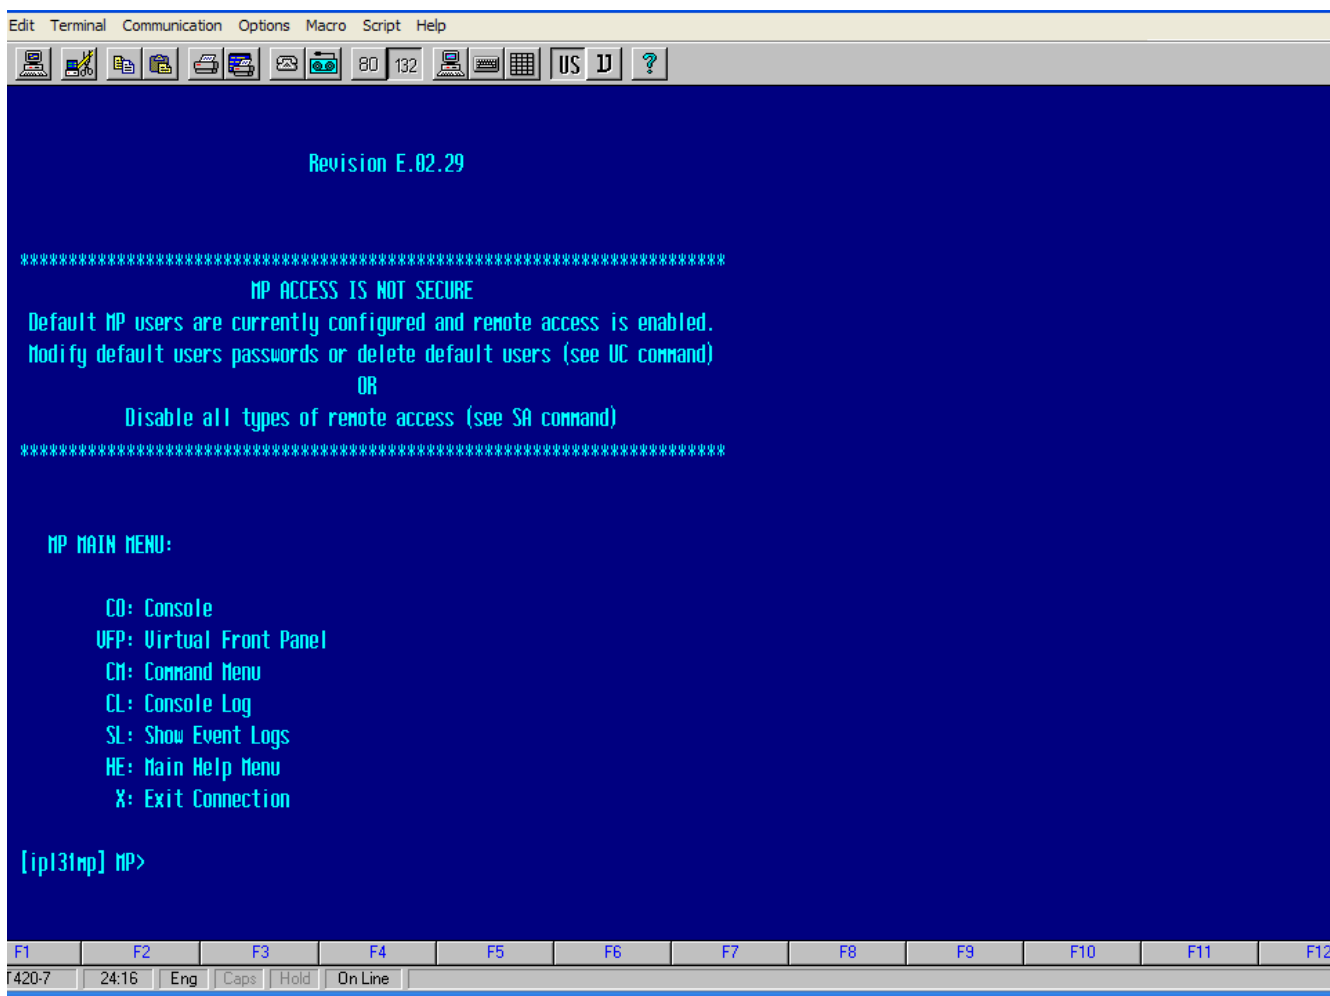 Edit Terminal Communication Options Macro Script Help
80 132 US
?
Revision E.02.29
*************************************************************************
MP ACCESS IS NOT SECURE
Default MP users are currently configured and remote access is enabled.
Modify default users passwords or delete default users (see UC command)
OR
Disable all types of remote access (see SA command)
*************************************************************************
MP MAIN MENU:
CO: Console
VFP: Virtual Front Panel
CM: Command Menu
CL: Console Log
SL: Show Event Logs
HE: Main Help Menu
X: Exit Connection
[ipl31mp] MP>
F1 F2 F3 F4 F5 F6 F7 F8 F9 F10 F11 F12
T420-7 24:16 Eng Caps Hold On Line